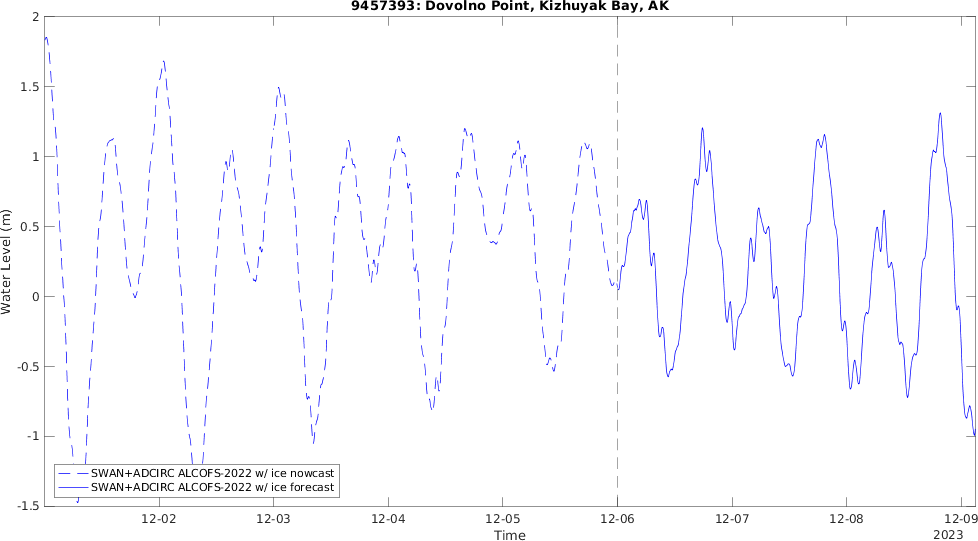 9457393: Dovolno Point, Kizhuyak Bay, AK
Water Level (m)
2
1.5
1
0.5
0
-0.5
-1
-1.5
SWAN+ADCIRC ALCOFS-2022 w/ ice nowcast
SWAN+ADCIRC ALCOFS-2022 w/ ice forecast
12-02 12-03 12-04 12-05 12-06 12-07 12-08 12-09
Time
2023